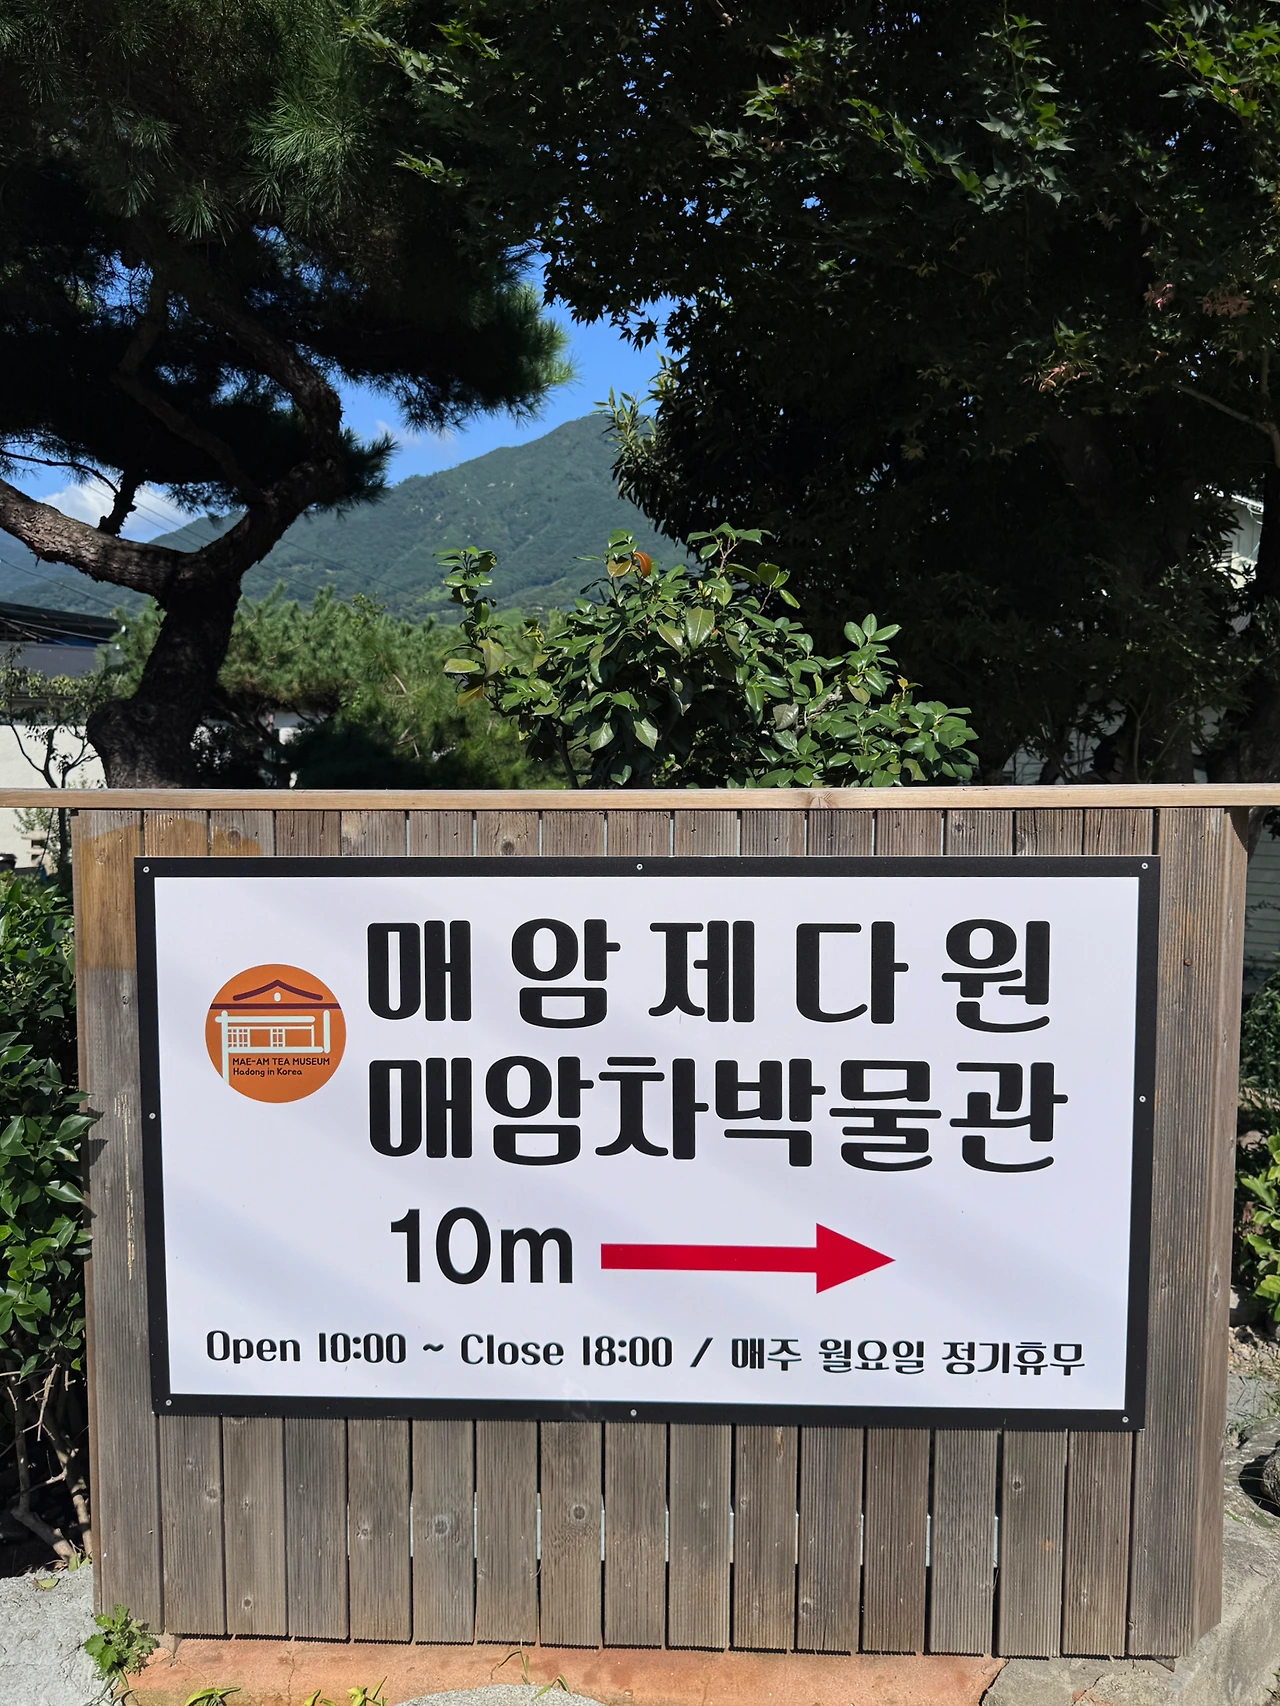 매암제다원
매암차박물관
MAE-AM TEA MUSEUM
Hadong in Korea
10m
Open 10:00 ~ Close 18:00 / 매주 월요일 정기휴무